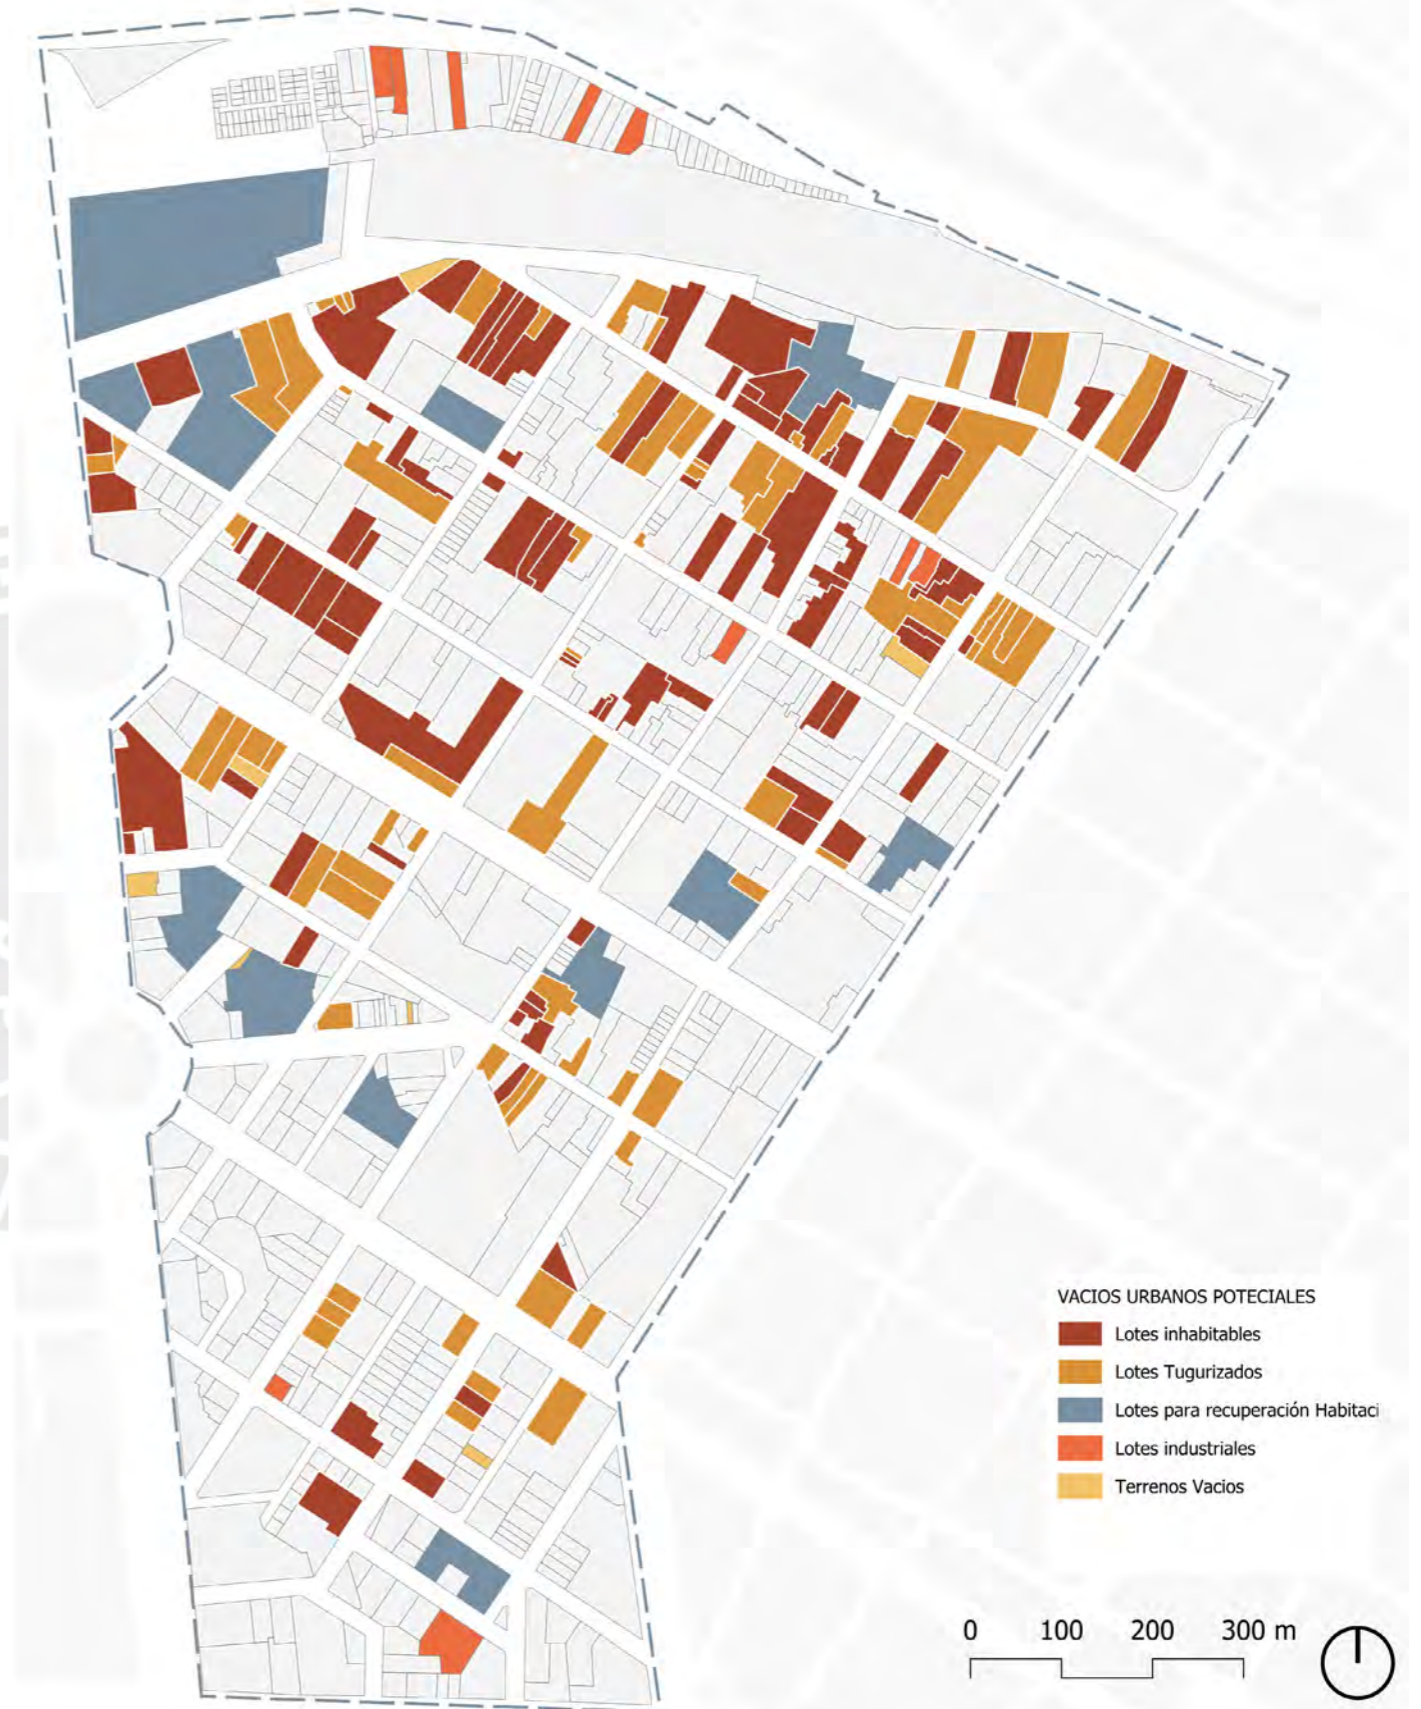 VACIOS URBANOS POTECIALES
Lotes inhabitables
Lotes Tugurizados
Lotes para recuperación Habitaci
Lotes industriales
Terrenos Vacios
0 100 200 300 m